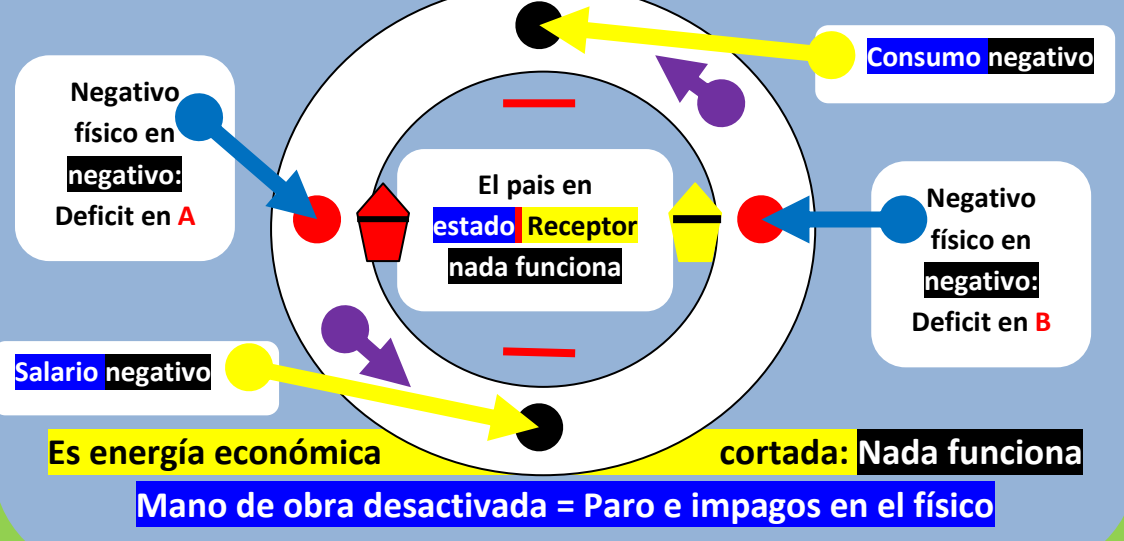 Consumo negativo
Negativo
físico en
negativo:
Deficit en A
El pais en
estado Receptor
nada funciona
Negativo
físico en
negativo:
Deficit en B
Salario negativo
Es energía económica cortada: Nada funciona
Mano de obra desactivada = Paro e impagos en el físico